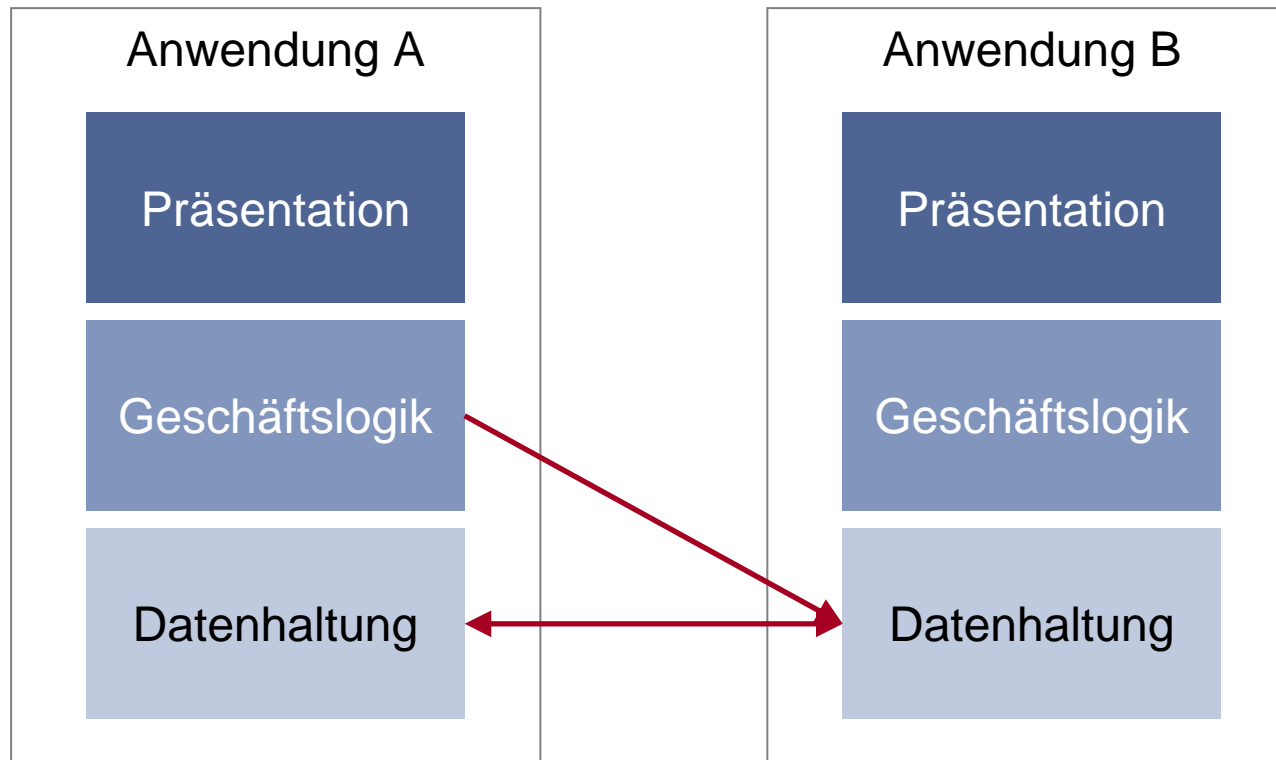 Anwendung A
Präsentation
Geschäftslogik
Datenhaltung
Anwendung B
Präsentation
Geschäftslogik
Datenhaltung